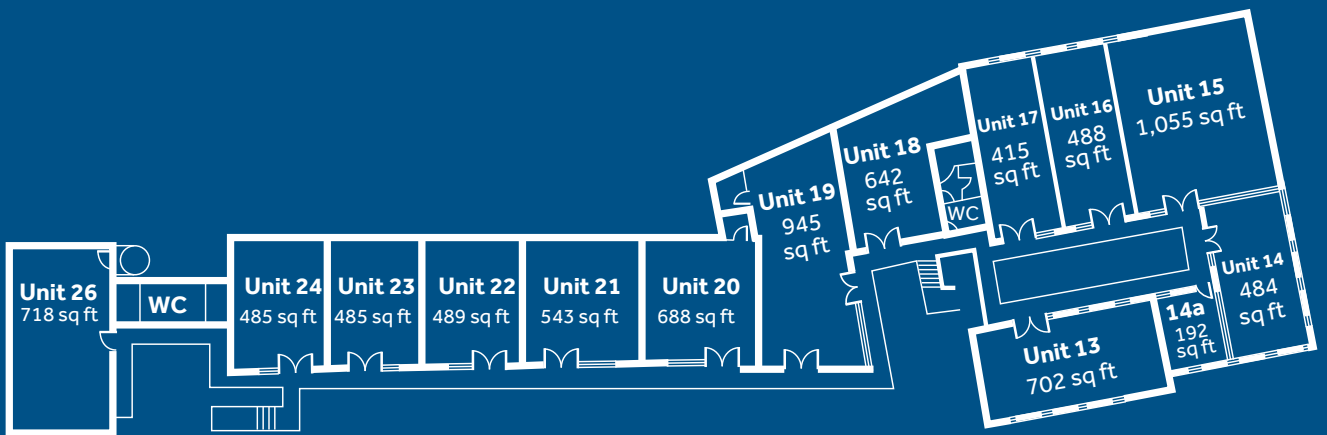 Unit 26
718 sq ft
WC
Unit 24
485 sq ft
Unit 23
485 sq ft
Unit 22
489 sq ft
Unit 21
543 sq ft
Unit 20
688 sq ft
Unit 19
945
sq ft
Unit 18
642
sq ft
WC
Unit 17
415
sq ft
Unit 16
488
sq ft
Unit 15
1,055 sq ft
Unit 14
484
sq ft
14a
192
sq ft
Unit 13
702 sq ft